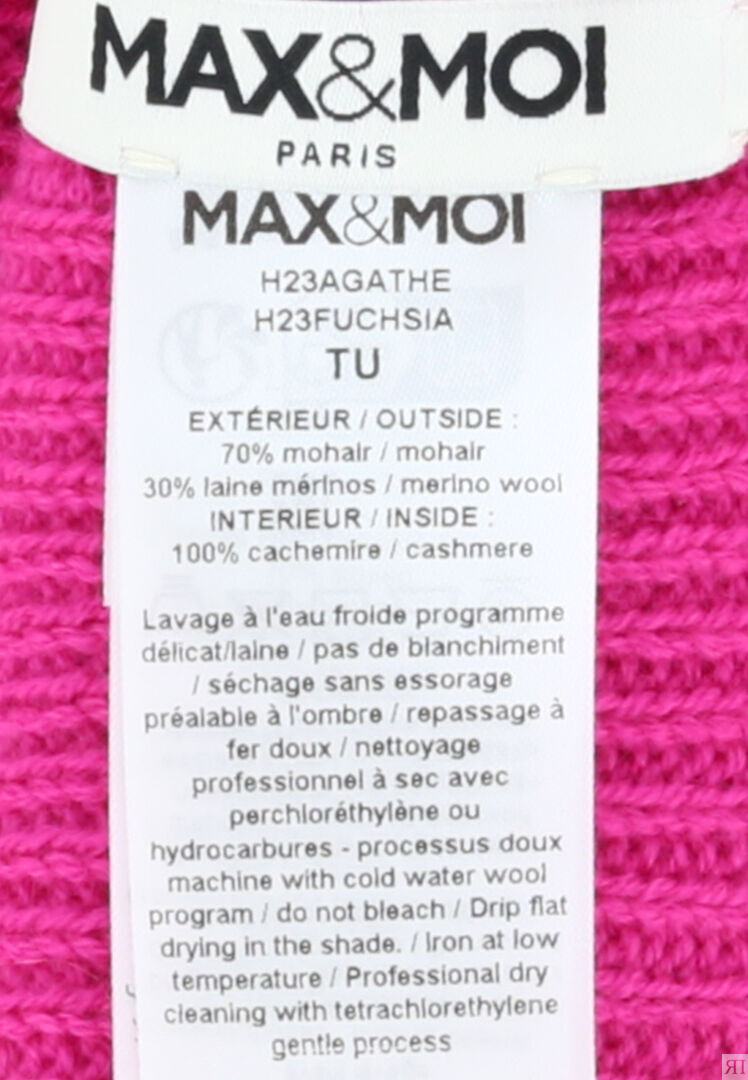 MAX&MOI
PARIS
MAX&MOI
H23AGATHE
H23FUCHSIA
TU
EXTÉRIEUR / OUTSIDE :
70% mohair / mohair
30% laine mérinos / merino wool
INTERIEUR / INSIDE :
100% cachemire / cashmere
Lavage à l'eau froide programme
délicat/laine / pas de blanchiment
/ séchage sans essorage
préalable à l'ombre / repassage à
fer doux / nettoyage
professionnel à sec avec
perchloréthylène ou
hydrocarbures - processus doux
machine with cold water wool
program / do not bleach / Drip flat
drying in the shade. / Iron at low
temperature / Professional dry
cleaning with tetrachlorethylene
gentle process